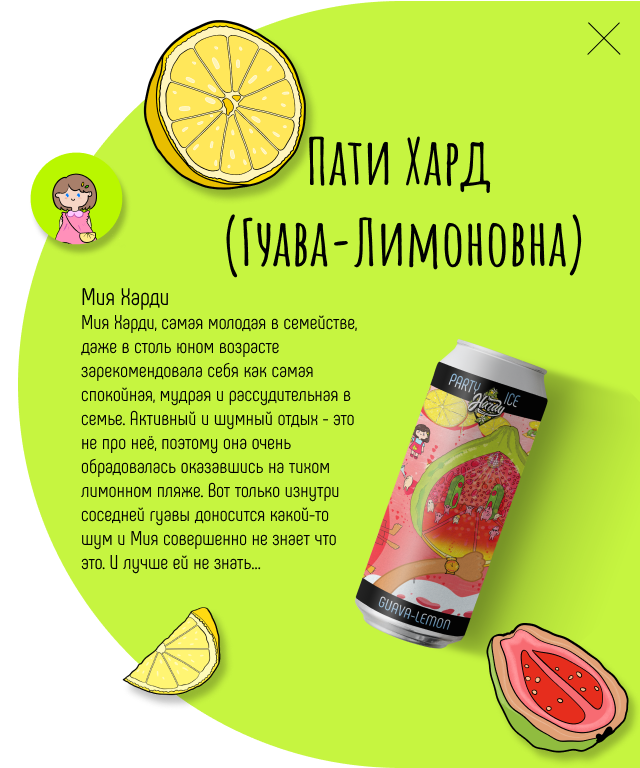 Пати Хард
(Гуава-Лимоновна)
Мия Харди
Мия Харди, самая молодая в семействе,
даже в столь юном возрасте
зарекомендовала себя как самая
спокойная, мудрая и рассудительная в
семье. Активный и шумный отдых - это
не про неё, поэтому она очень
обрадовалась оказавшись на тихом
лимонном пляже. Вот только изнутри
соседней гуавы доносится какой-то
шум и Мия совершенно не знает что
это. И лучше ей не знать...
PARTY ICE
Hardy
GUAVA-LEMON